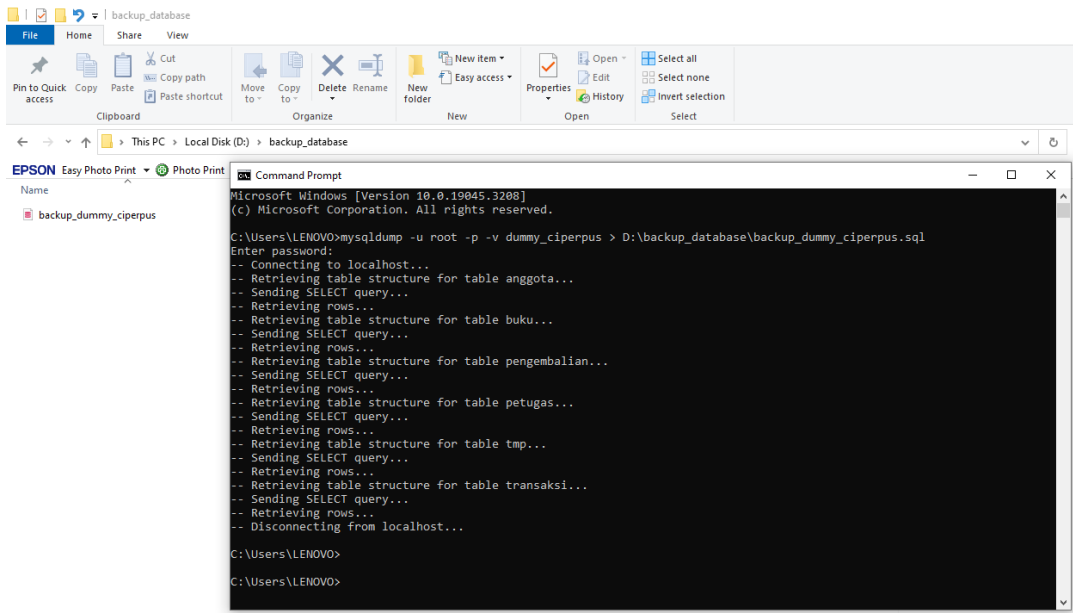 backup_database
File Home Share View
Pin to Quick access
Copy
Paste
Cut
Copy path
Paste shortcut
Clipboard
Move to
Copy to
Delete
Rename
Organize
New folder
New item
Easy access
New
Properties
Open
Edit
History
Open
Select all
Select none
Invert selection
Select
This PC > Local Disk (D:) > backup_database
EPSON Easy Photo Print Photo Print
Name
backup_dummy_ciperpus
Command Prompt
Microsoft Windows [Version 10.0.19045.3208]
(c) Microsoft Corporation. All rights reserved.
C:\Users\LENOVO>mysqldump -u root -p -v dummy_ciperpus > D:\backup_database\backup_dummy_ciperpus.sql
Enter password:
-- Connecting to localhost...
-- Retrieving table structure for table anggota...
-- Sending SELECT query...
-- Retrieving rows...
-- Retrieving table structure for table buku...
-- Sending SELECT query...
-- Retrieving rows...
-- Retrieving table structure for table pengembalian...
-- Sending SELECT query...
-- Retrieving rows...
-- Retrieving table structure for table petugas...
-- Sending SELECT query...
-- Retrieving rows...
-- Retrieving table structure for table tmp...
-- Sending SELECT query...
-- Retrieving rows...
-- Retrieving table structure for table transaksi...
-- Sending SELECT query...
-- Retrieving rows...
-- Disconnecting from localhost...
C:\Users\LENOVO>
C:\Users\LENOVO>